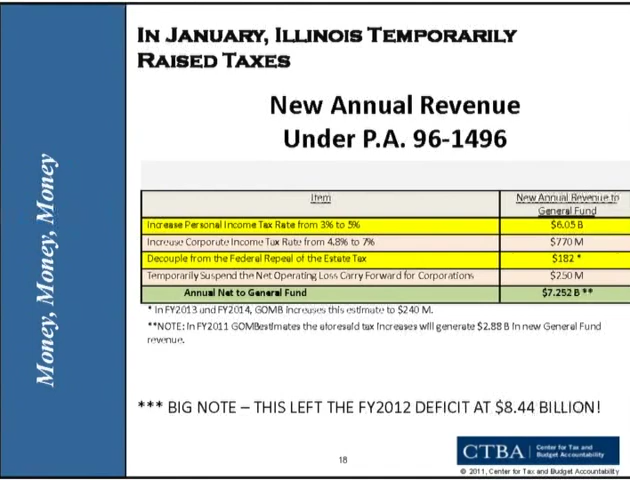 IN JANUARY, ILLINOIS TEMPORARILY
RAISED TAXES
New Annual Revenue
Under P.A. 96-1496
Money, Money, Money
Item New Annual Revenue to
General Fund
Increase Personal Income Tax Rate from 3% to 5% $6.05 B
Increase Corporate Income Tax Rate from 4.8% to 7% $770 M
Decouple from the Federal Repeal of the Estate Tax $182 *
Temporarily Suspend the Net Operating Loss Carry Forward for Corporations $250 M
Annual Net to General Fund $7.252 B **
* In FY2013 and FY2014, GOMB increases this estimate to $240 M.
**NOTE: In FY2011 GOMBestimates the aforesaid tax increases will generate $2.88 B in new General Fund
revenue.
*** BIG NOTE – THIS LEFT THE FY2012 DEFICIT AT $8.44 BILLION!
18
CTBA Center for Tax and
Budget Accountability
© 2011, Center for Tax and Budget Accountability